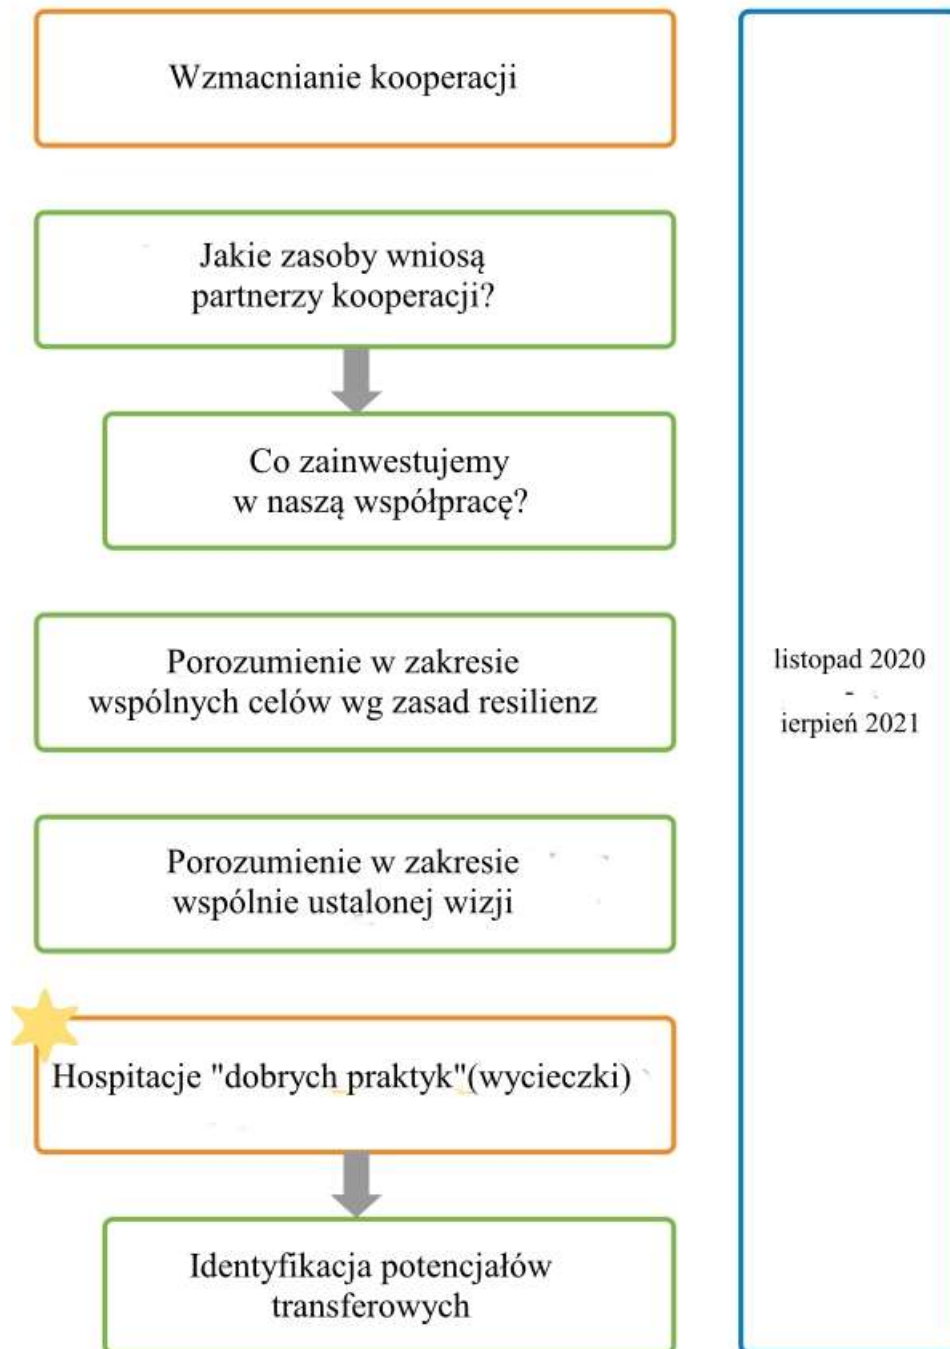 Wzmacnianie kooperacji
Jakie zasoby wniosą
partnerzy kooperacji?
Co zainwestujemy
w naszą współpracę?
Porozumienie w zakresie
wspólnych celów wg zasad resilienz
Porozumienie w zakresie
wspólnie ustalonej wizji
Hospitacje "dobrych praktyk"(wycieczki)
Identyfikacja potencjałów
transferowych
listopad 2020
-
ierpień 2021